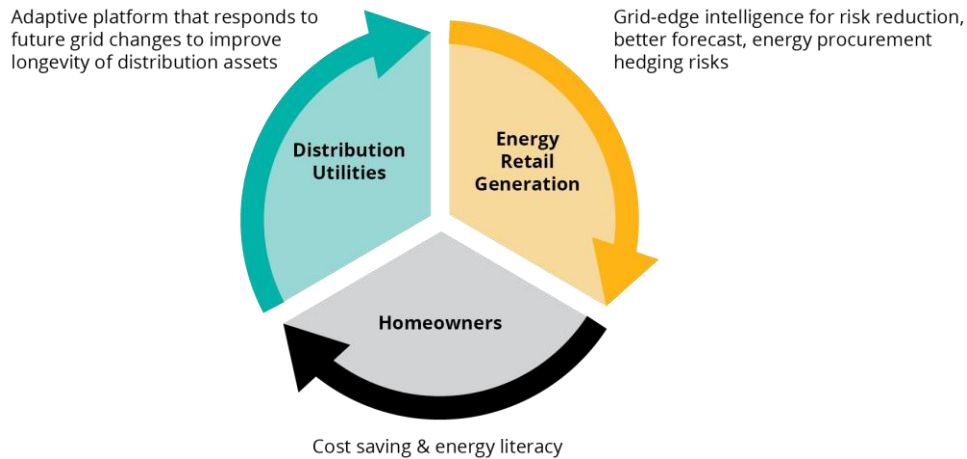 Adaptive platform that responds to
future grid changes to improve
longevity of distribution assets
Grid-edge intelligence for risk reduction,
better forecast, energy procurement
hedging risks
Distribution
Utilities
Energy
Retail
Generation
Homeowners
Cost saving & energy literacy